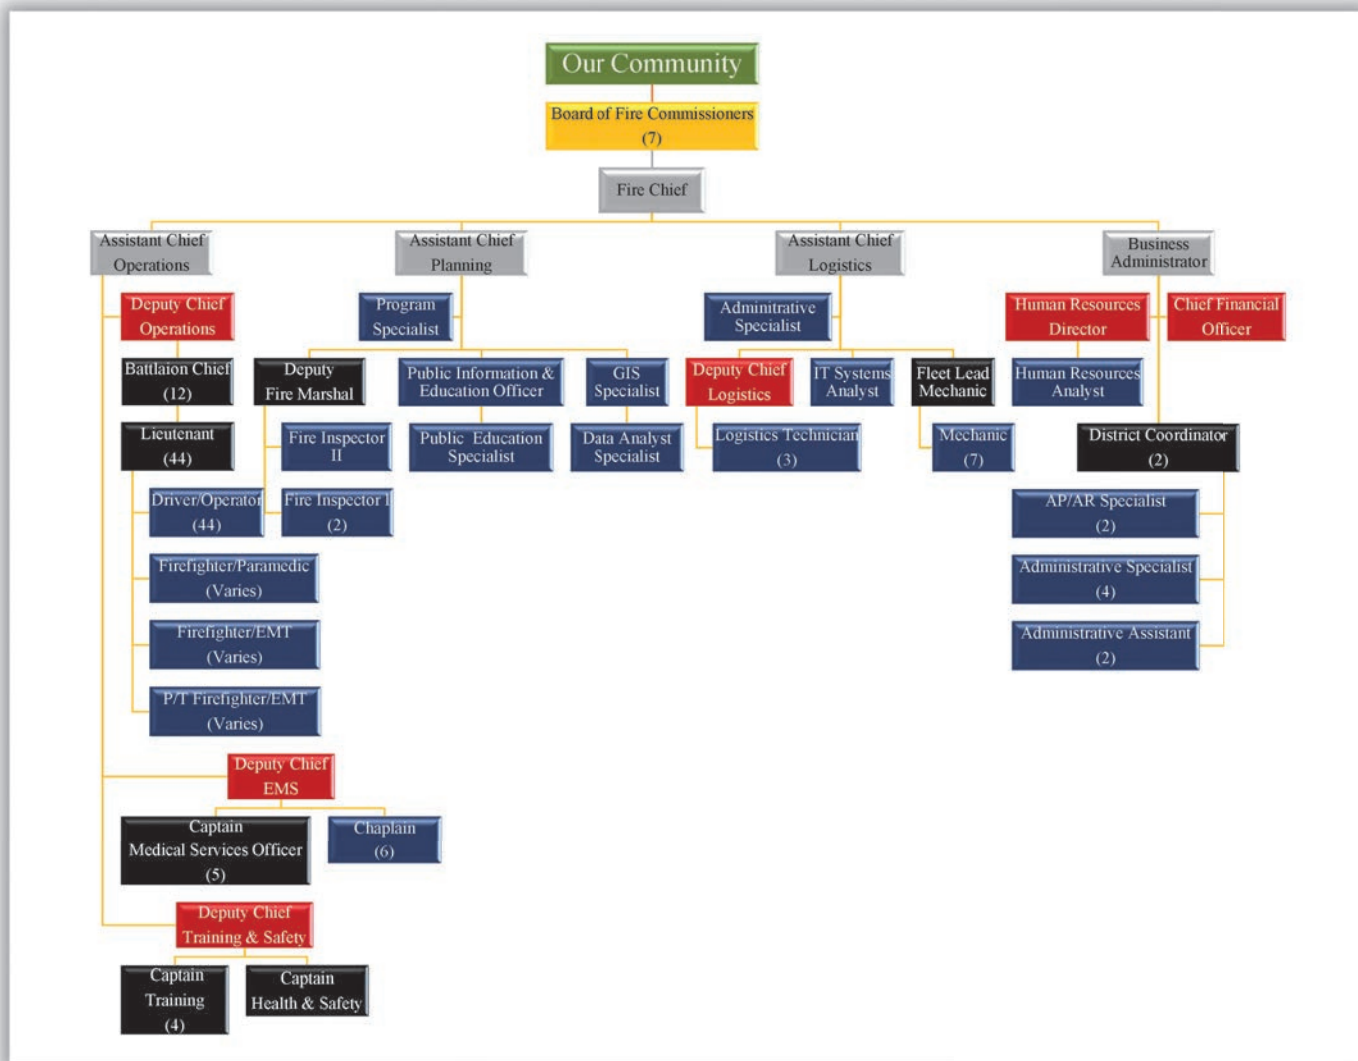 Our Community
Board of Fire Commissioners
(7)
Fire Chief
Assistant Chief
Operations
Assistant Chief
Planning
Assistant Chief
Logistics
Business
Administrator
Deputy Chief
Operations
Program
Specialist
Adminitrative
Specialist
Human Resources
Director
Chief Financial
Officer
Battlaion Chief
(12)
Deputy
Fire Marshal
Public Information &
Education Officer
GIS
Specialist
Deputy Chief
Logistics
IT Systems
Analyst
Fleet Lead
Mechanic
Human Resources
Analyst
Lieutenant
(44)
Fire Inspector
II
Public Education
Specialist
Data Analyst
Specialist
Logistics Technician
(3)
Mechanic
(7)
District Coordinator
(2)
Driver/Operator
(44)
Fire Inspector I
(2)
AP/AR Specialist
(2)
Firefighter/Paramedic
(Varies)
Administrative Specialist
(4)
Firefighter/EMT
(Varies)
Administrative Assistant
(2)
P/T Firefighter/EMT
(Varies)
Deputy Chief
EMS
Captain
Medical Services Officer
(5)
Chaplain
(6)
Deputy Chief
Training & Safety
Captain
Training
(4)
Captain
Health & Safety